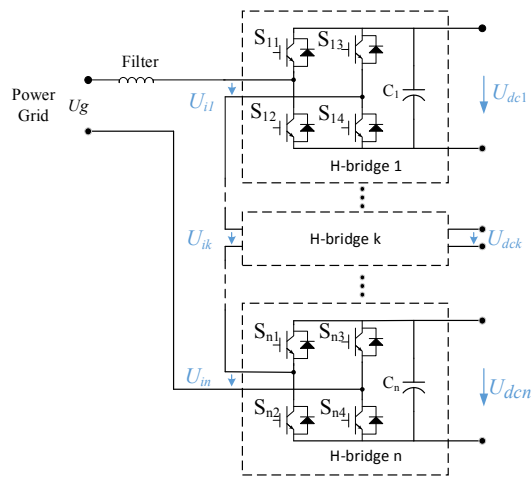 S11
S13
Filter
Power
Grid
Ug
Ui1
C1
Udc1
S12
S14
H-bridge 1
Uik
H-bridge k
Udck
Sn1
Sn3
Uin
Cn
Udcn
Sn2
Sn4
H-bridge n